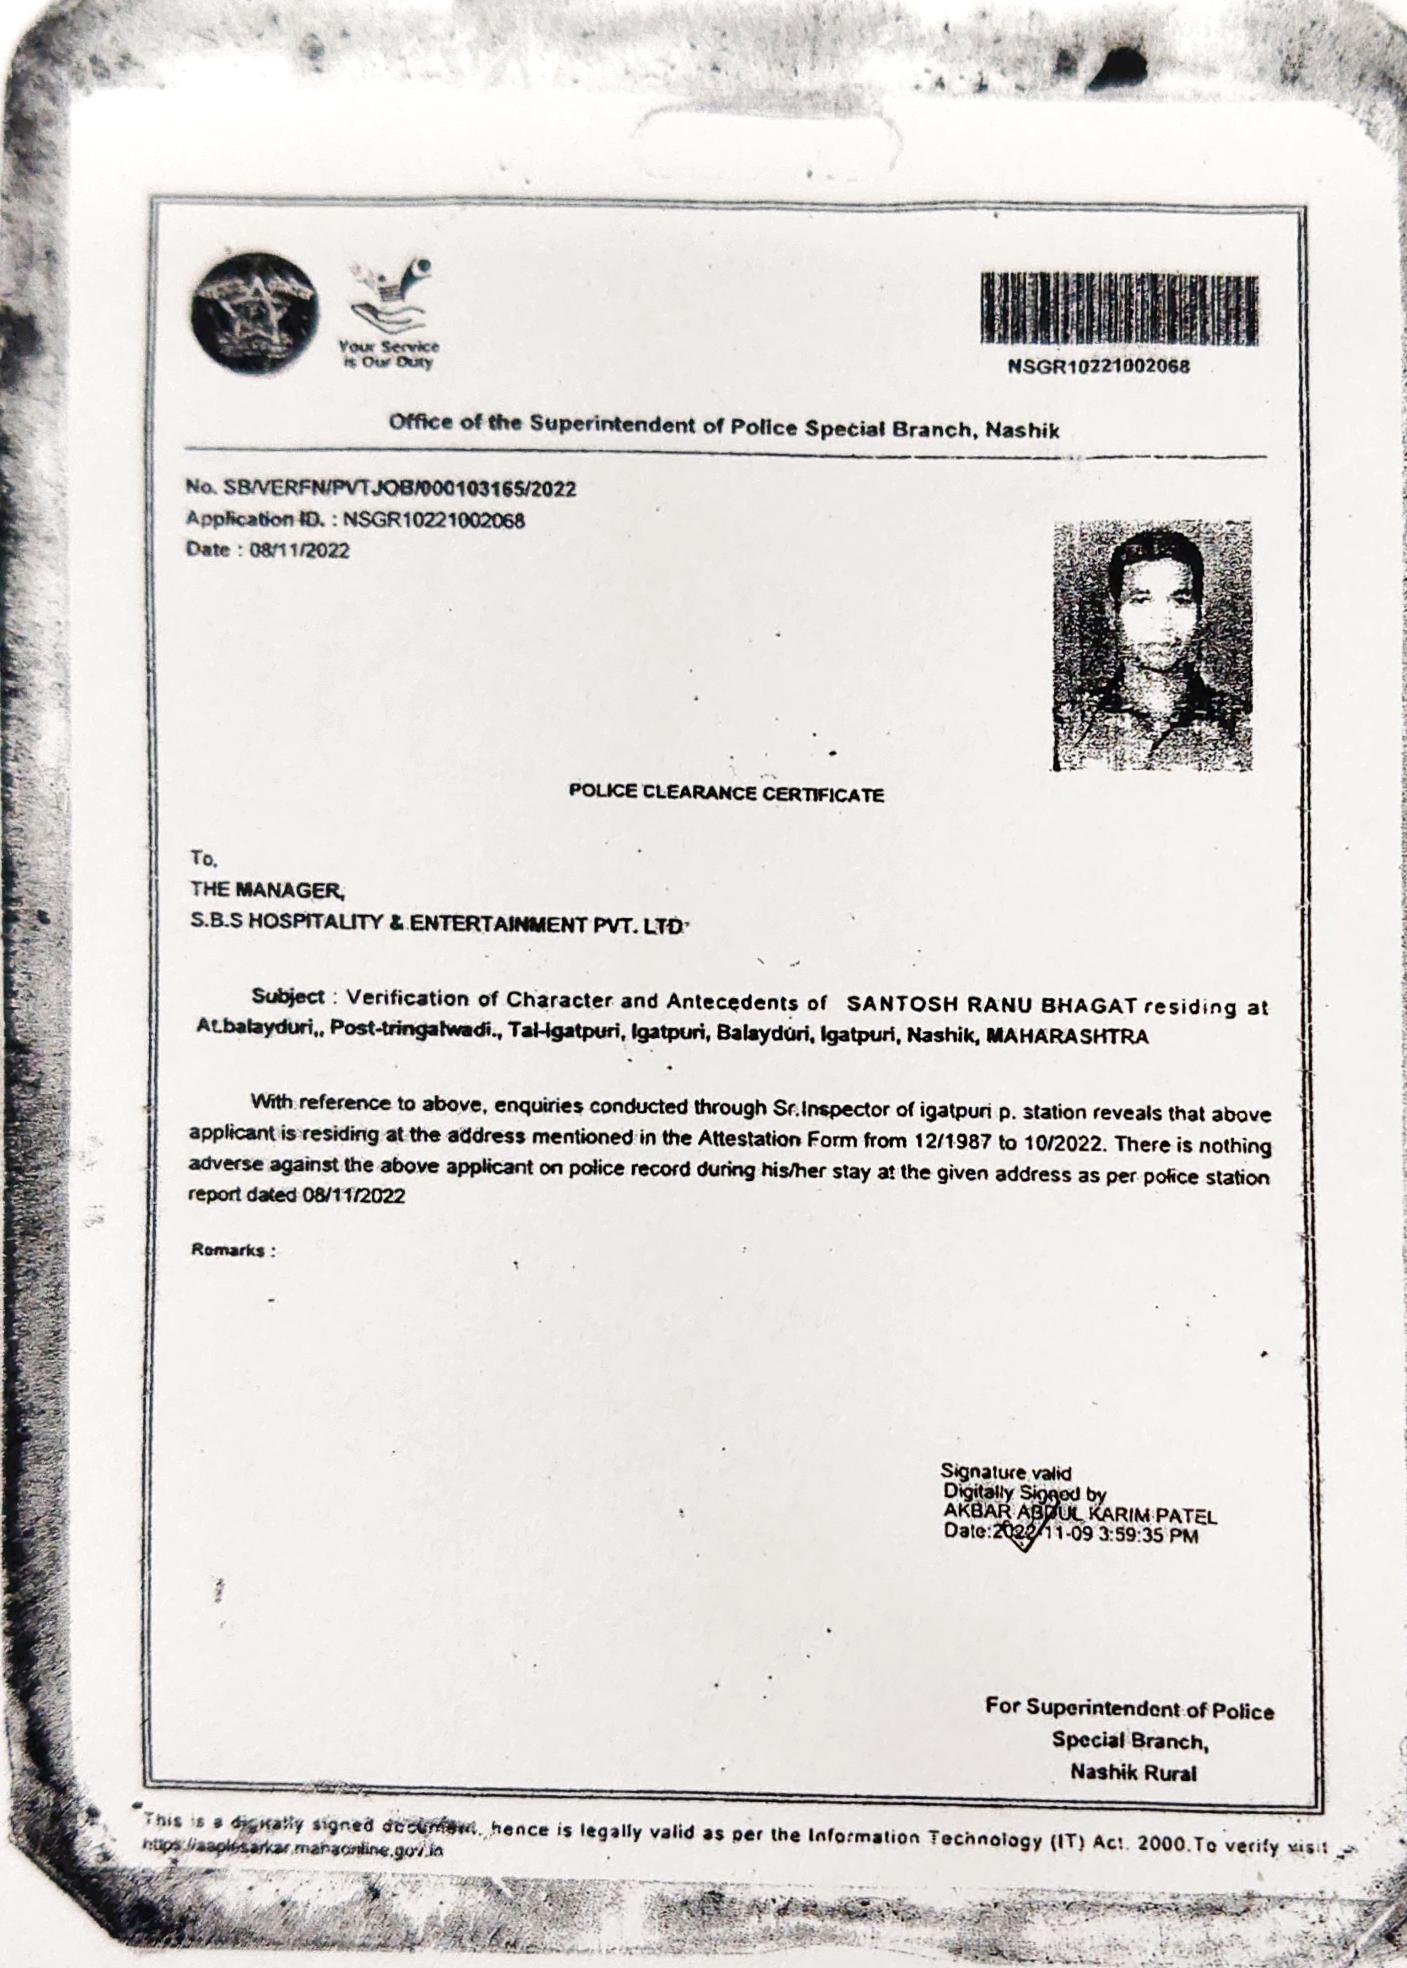 Your Service
is Our Duty
NSGR10221002068
Office of the Superintendent of Police Special Branch, Nashik
No. SB/VERFN/PVTJOB/000103165/2022
Application ID. : NSGR10221002068
Date : 08/11/2022
POLICE CLEARANCE CERTIFICATE
To,
THE MANAGER,
S.B.S HOSPITALITY & ENTERTAINMENT PVT. LTD
Subject : Verification of Character and Antecedents of SANTOSH RANU BHAGAT residing at
At.balayduri,, Post-tringalwadi., Tal-Igatpuri, Igatpuri, Balayduri, Igatpuri, Nashik, MAHARASHTRA
With reference to above, enquiries conducted through Sr.Inspector of igatpuri p. station reveals that above
applicant is residing at the address mentioned in the Attestation Form from 12/1987 to 10/2022. There is nothing
adverse against the above applicant on police record during his/her stay at the given address as per police station
report dated 08/11/2022
Remarks :
Signature valid
Digitally Signed by
AKBAR ABDUL KARIM PATEL
Date:2022-11-09 3:59:35 PM
For Superintendent of Police
Special Branch,
Nashik Rural
This is a digitally signed document, hence is legally valid as per the Information Technology (IT) Act. 2000.To verify visit
https://aaplesarkar.mahaonline.gov.in